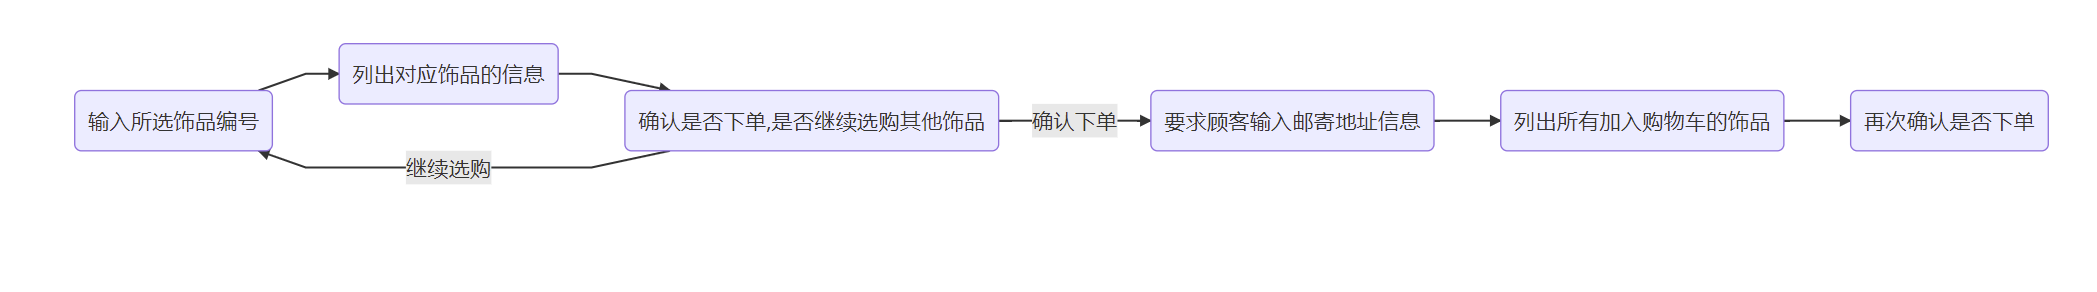 输入所选饰品编号
列出对应饰品的信息
确认是否下单,是否继续选购其他饰品
继续选购
确认下单
要求顾客输入邮寄地址信息
列出所有加入购物车的饰品
再次确认是否下单